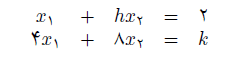 x₁ + hx₂ = ۲
۴x₁ + ۸x₂ = k